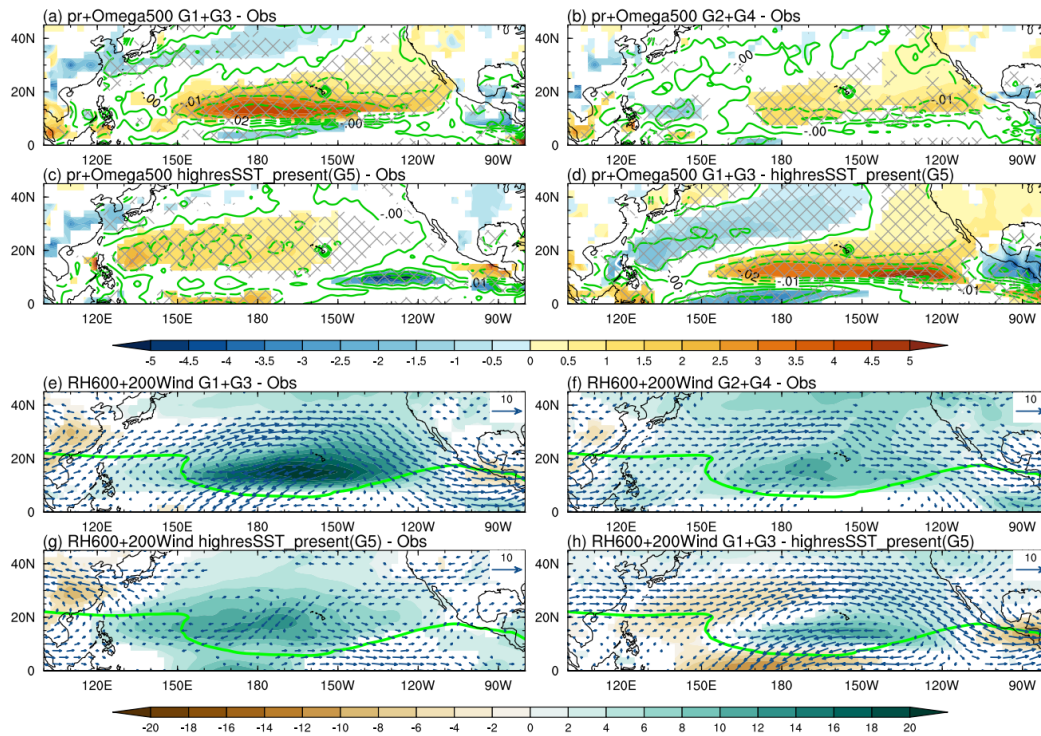 (a) pr+Omega500 G1+G3 - Obs
(b) pr+Omega500 G2+G4 - Obs
40N
20N
0
-.00
-.01
-.02
-.00
-.00
-.01
-.00
120E 150E 180 150W 120W 90W
120E 150E 180 150W 120W 90W
(c) pr+Omega500 highresSST_present(G5) - Obs
(d) pr+Omega500 G1+G3 - highresSST_present(G5)
40N
20N
0
-.00
.01
-.00
-.02
-.01
-.01
120E 150E 180 150W 120W 90W
120E 150E 180 150W 120W 90W
-5 -4.5 -4 -3.5 -3 -2.5 -2 -1.5 -1 -0.5 0 0.5 1 1.5 2 2.5 3 3.5 4 4.5 5
(e) RH600+200Wind G1+G3 - Obs
(f) RH600+200Wind G2+G4 - Obs
40N
20N
0
10
10
120E 150E 180 150W 120W 90W
120E 150E 180 150W 120W 90W
(g) RH600+200Wind highresSST_present(G5) - Obs
(h) RH600+200Wind G1+G3 - highresSST_present(G5)
40N
20N
0
10
10
120E 150E 180 150W 120W 90W
120E 150E 180 150W 120W 90W
-20 -18 -16 -14 -12 -10 -8 -6 -4 -2 0 2 4 6 8 10 12 14 16 18 20